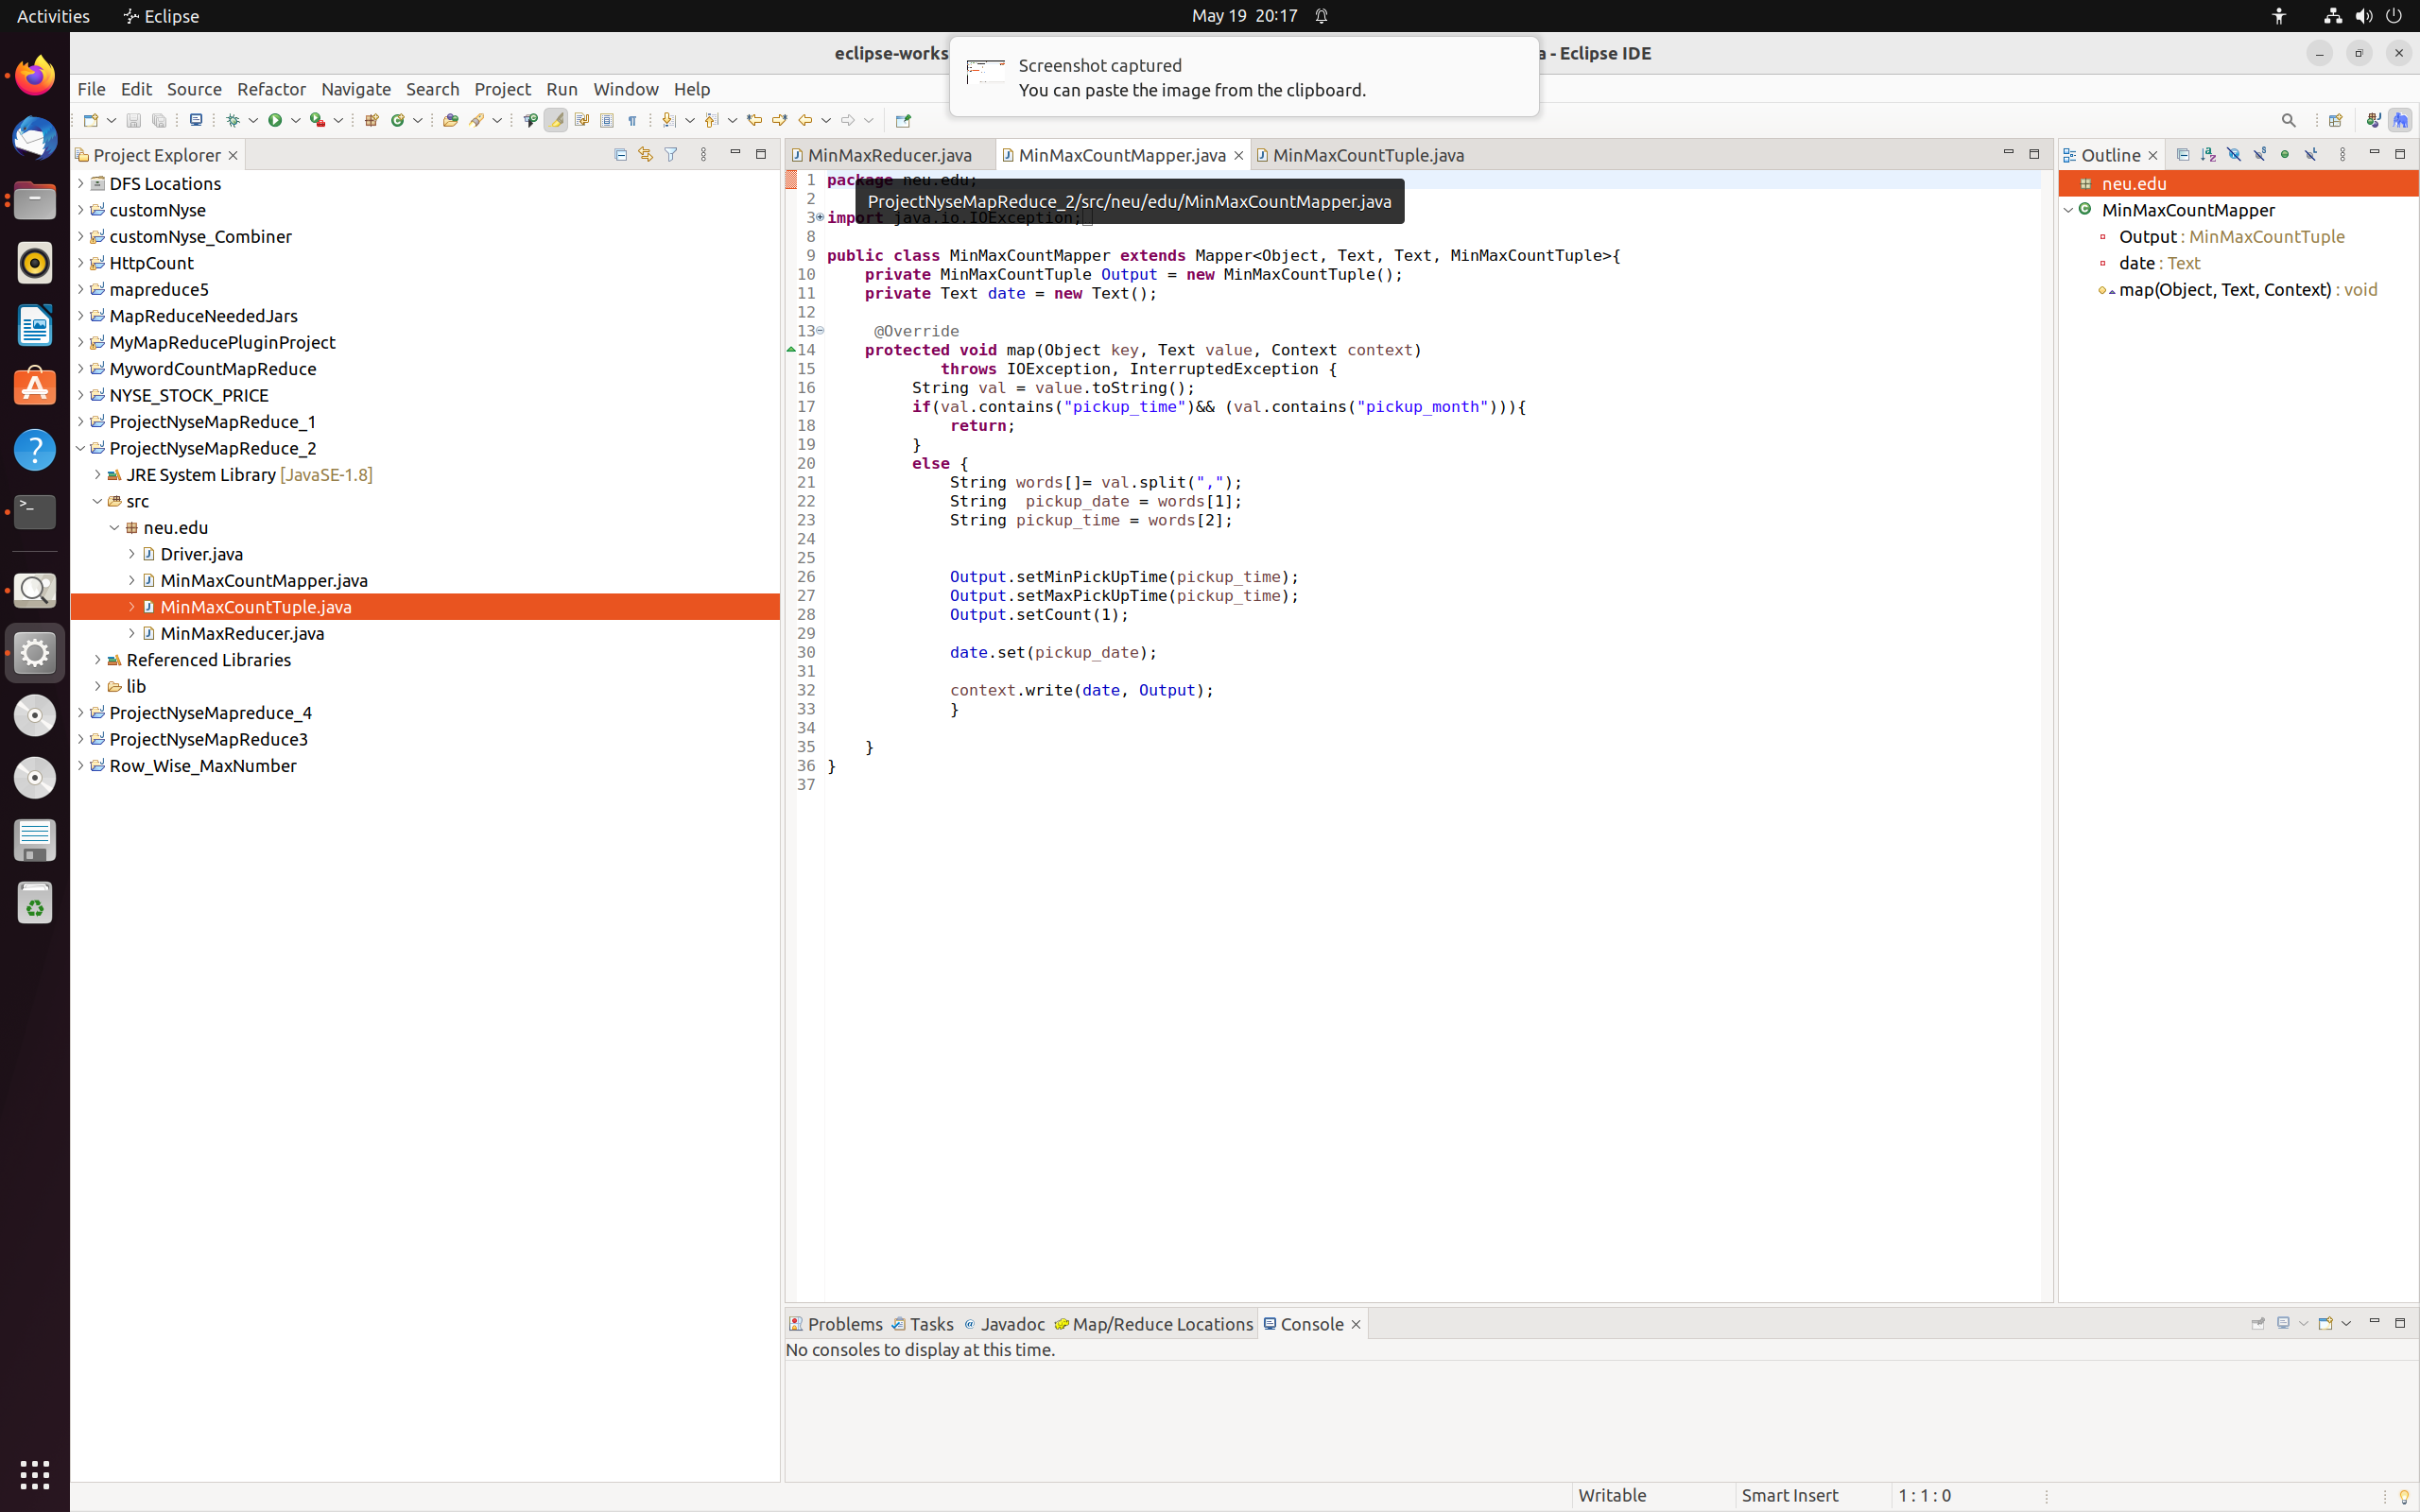 Activities
Eclipse
May 19 20:17
eclipse-works
a - Eclipse IDE
Screenshot captured
You can paste the image from the clipboard.
File Edit Source Refactor Navigate Search Project Run Window Help
Project Explorer
DFS Locations
customNyse
customNyse_Combiner
HttpCount
mapreduce5
MapReduceNeededJars
MyMapReducePluginProject
MywordCountMapReduce
NYSE_STOCK_PRICE
ProjectNyseMapReduce_1
ProjectNyseMapReduce_2
JRE System Library [JavaSE-1.8]
src
neu.edu
Driver.java
MinMaxCountMapper.java
MinMaxCountTuple.java
MinMaxReducer.java
Referenced Libraries
lib
ProjectNyseMapreduce_4
ProjectNyseMapReduce3
Row_Wise_MaxNumber
MinMaxReducer.java MinMaxCountMapper.java MinMaxCountTuple.java
1 package neu.edu;
ProjectNyseMapReduce_2/src/neu/edu/MinMaxCountMapper.java
2
3 import java.io.IOException;
8
9 public class MinMaxCountMapper extends Mapper<Object, Text, Text, MinMaxCountTuple>{
10 private MinMaxCountTuple Output = new MinMaxCountTuple();
11 private Text date = new Text();
12
13 @Override
14 protected void map(Object key, Text value, Context context)
15 throws IOException, InterruptedException {
16 String val = value.toString();
17 if(val.contains("pickup_time")&& (val.contains("pickup_month"))){
18 return;
19 }
20 else {
21 String words[]= val.split(",");
22 String  pickup_date = words[1];
23 String pickup_time = words[2];
24
25
26 Output.setMinPickUpTime(pickup_time);
27 Output.setMaxPickUpTime(pickup_time);
28 Output.setCount(1);
29
30 date.set(pickup_date);
31
32 context.write(date, Output);
33 }
34
35 }
36 }
37
Outline
neu.edu
MinMaxCountMapper
Output : MinMaxCountTuple
date : Text
map(Object, Text, Context) : void
Problems Tasks Javadoc Map/Reduce Locations Console
No consoles to display at this time.
Writable
Smart Insert
1 : 1 : 0